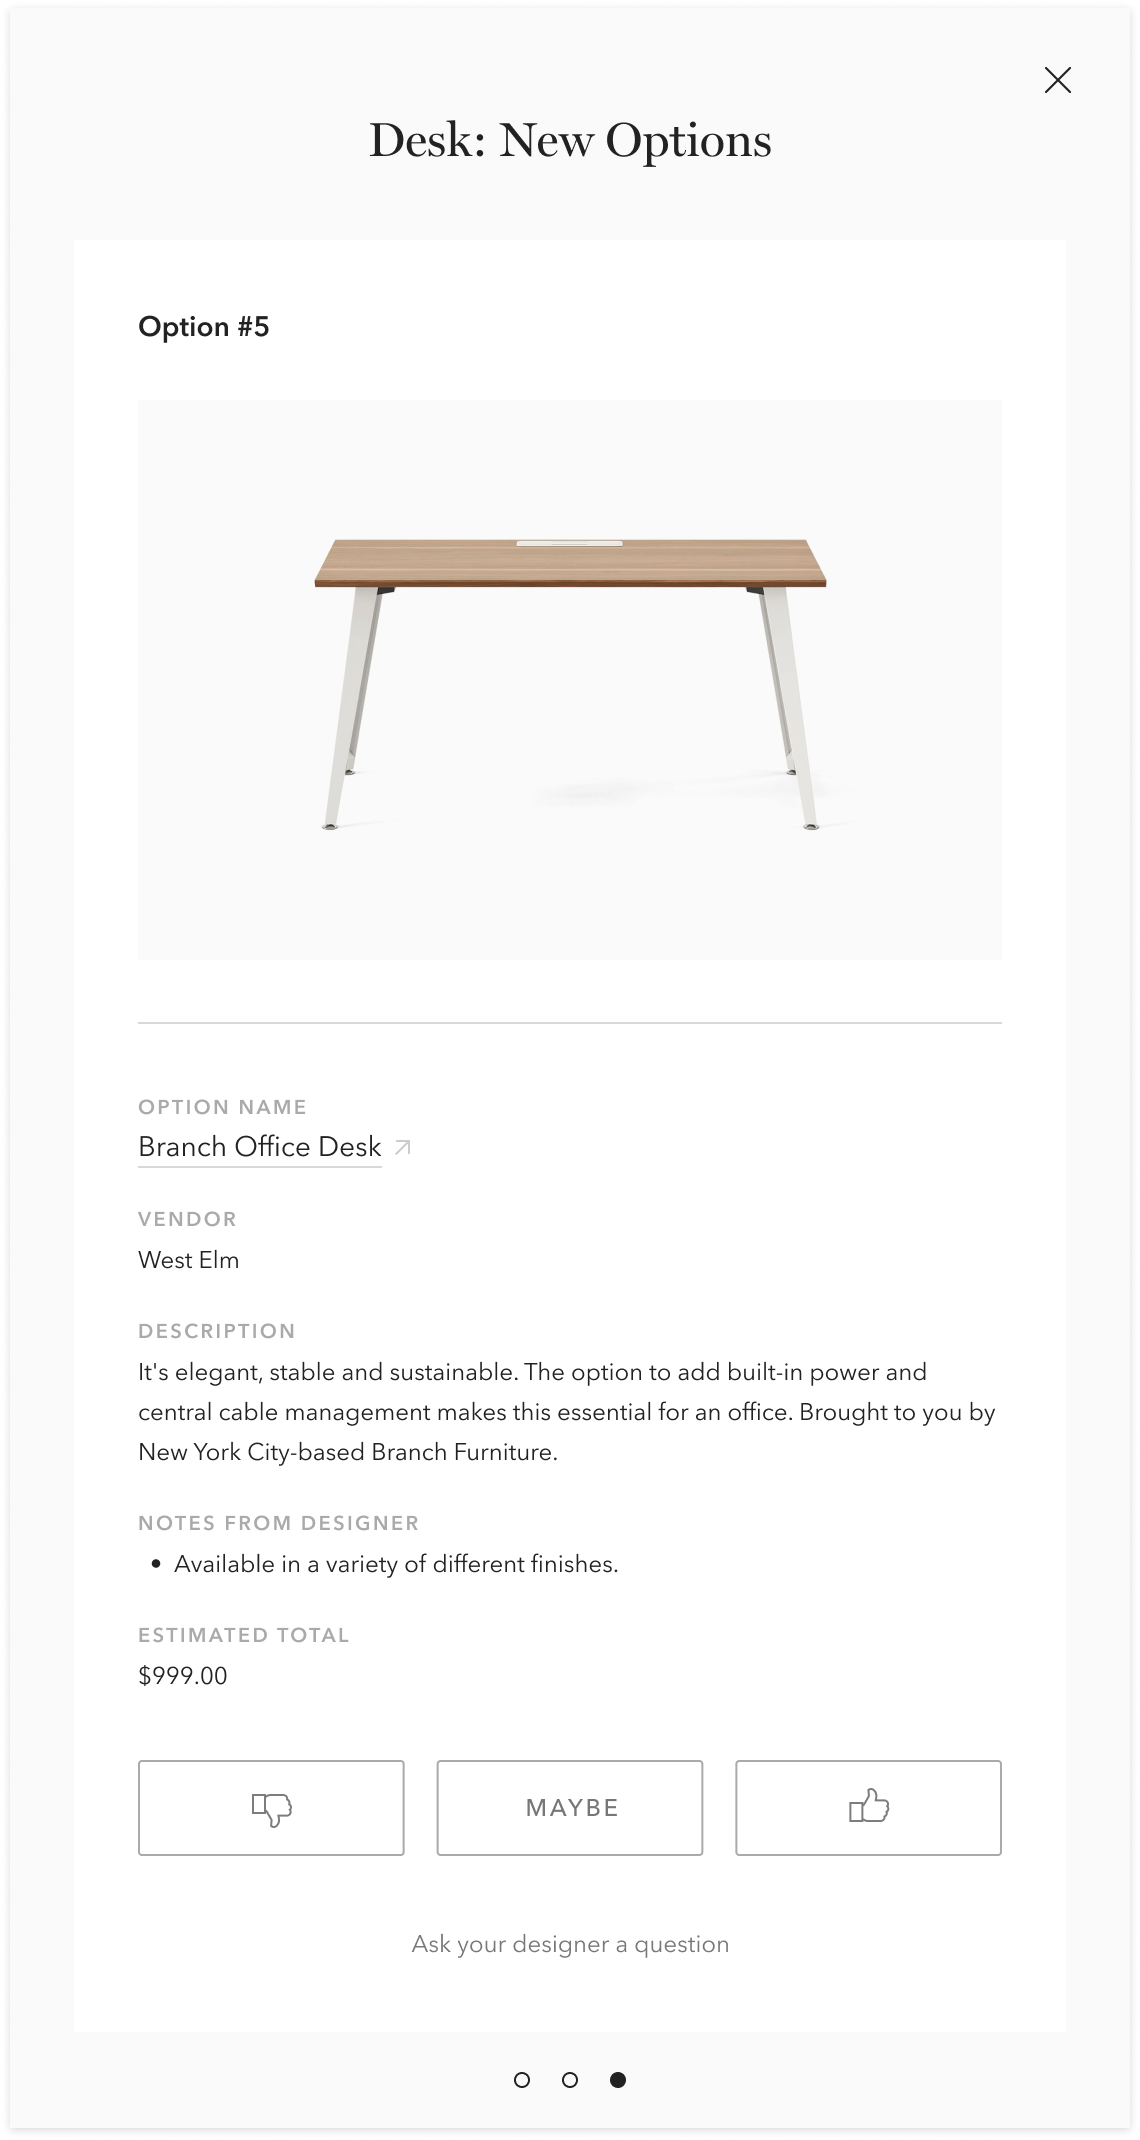 Desk: New Options
Option #5
OPTION NAME
Branch Office Desk
VENDOR
West Elm
DESCRIPTION
It's elegant, stable and sustainable. The option to add built-in power and
central cable management makes this essential for an office. Brought to you by
New York City-based Branch Furniture.
NOTES FROM DESIGNER
• Available in a variety of different finishes.
ESTIMATED TOTAL
$999.00
MAYBE
Ask your designer a question